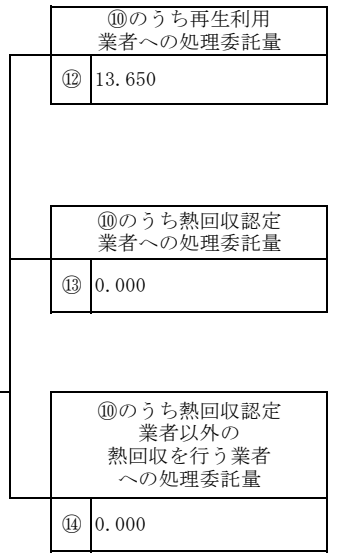 ⑩のうち再生利用
業者への処理委託量
⑫ 13.650
⑩のうち熱回収認定
業者への処理委託量
⑬ 0.000
⑩のうち熱回収認定
業者以外の
熱回収を行う業者
への処理委託量
⑭ 0.000